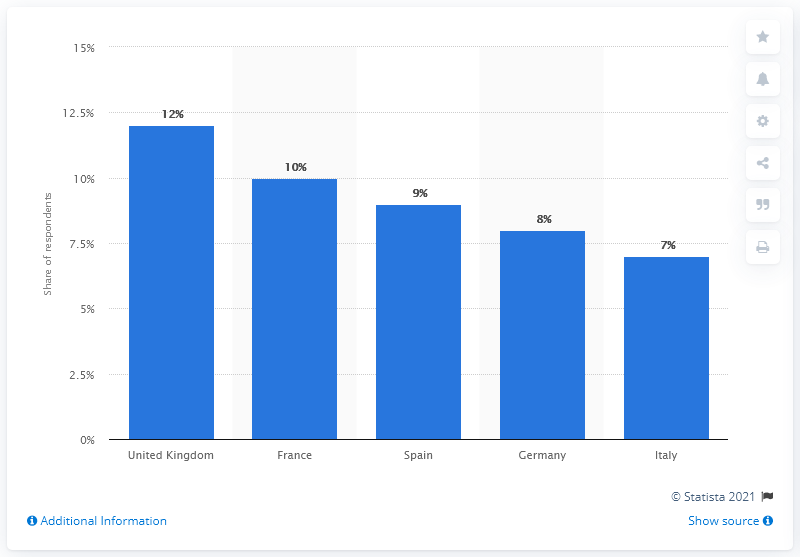 15%
12.5%
10%
7.5%
5%
2.5%
0%
Share of respondents
12%
10%
9%
8%
7%
United Kingdom
France
Spain
Germany
Italy
© Statista 2021
Additional Information
Show source